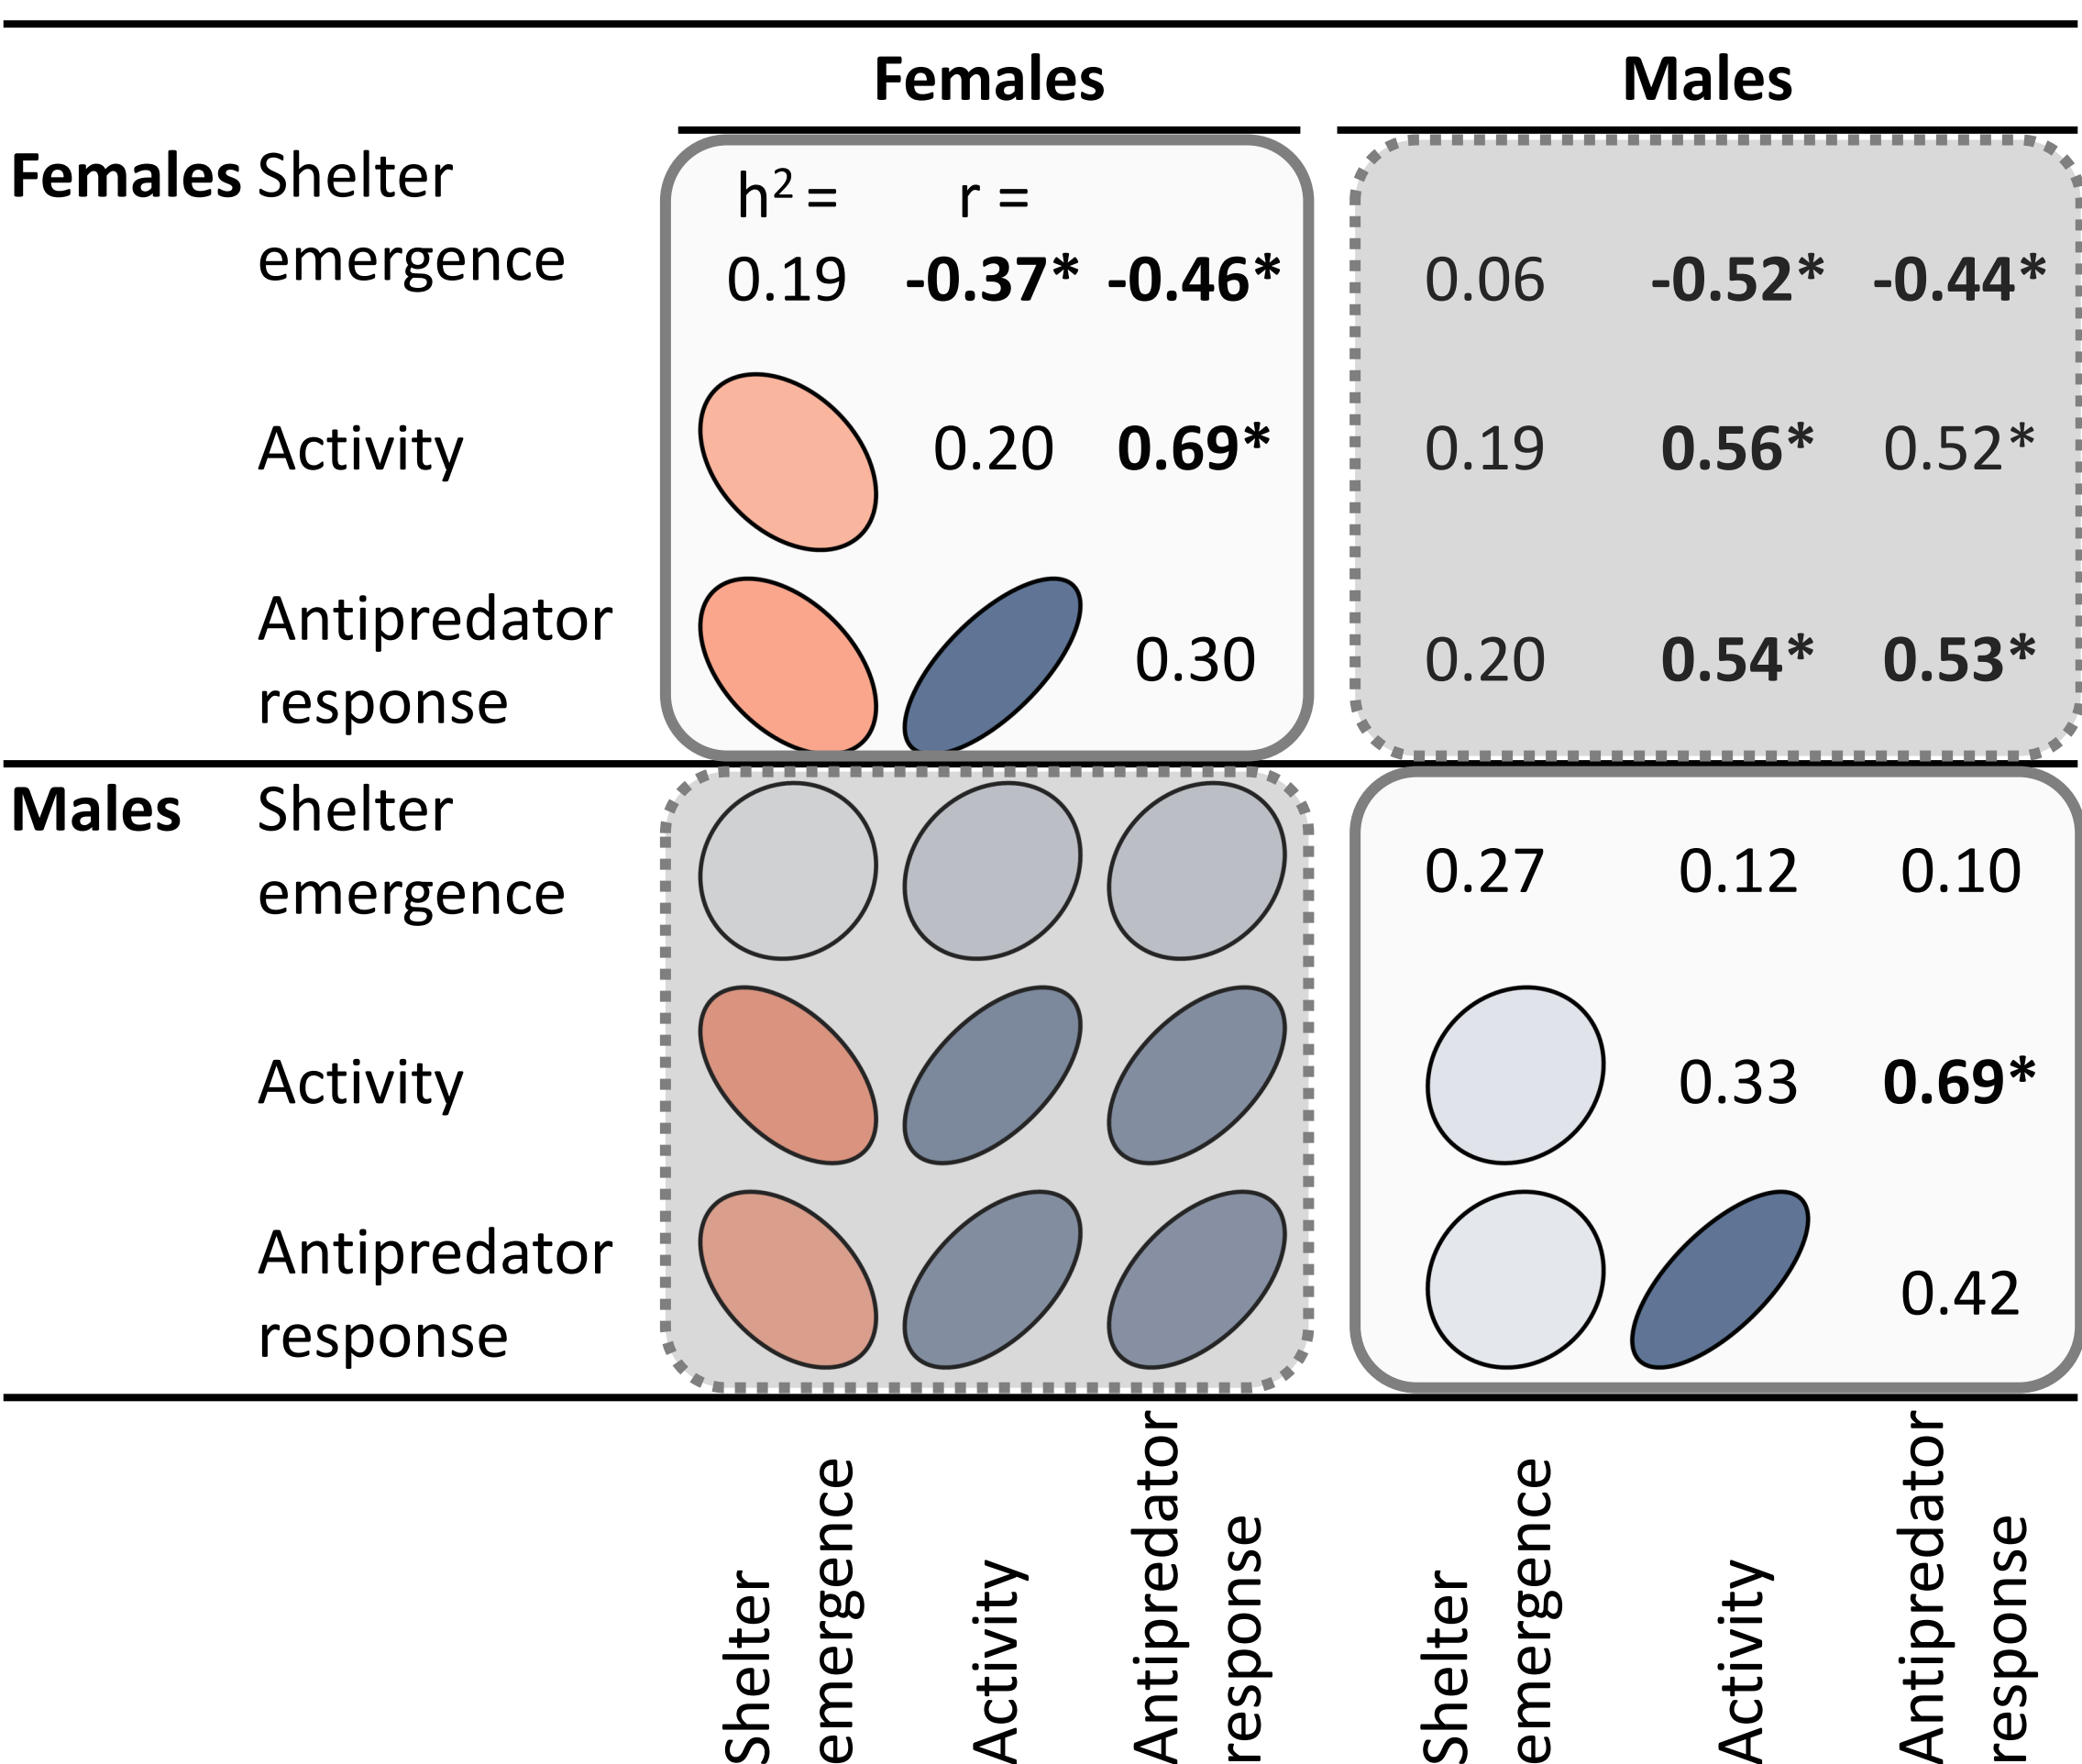 Females Males
Females Shelter emergence h² = 0.19 r = -0.37* -0.46* 0.06 -0.52* -0.44*
Activity 0.20 0.69* 0.19 0.56* 0.52*
Antipredator response 0.30 0.20 0.54* 0.53*
Males Shelter emergence 0.27 0.12 0.10
Activity 0.33 0.69*
Antipredator response 0.42
Shelter emergence
Activity
Antipredator response
Shelter emergence
Activity
Antipredator response